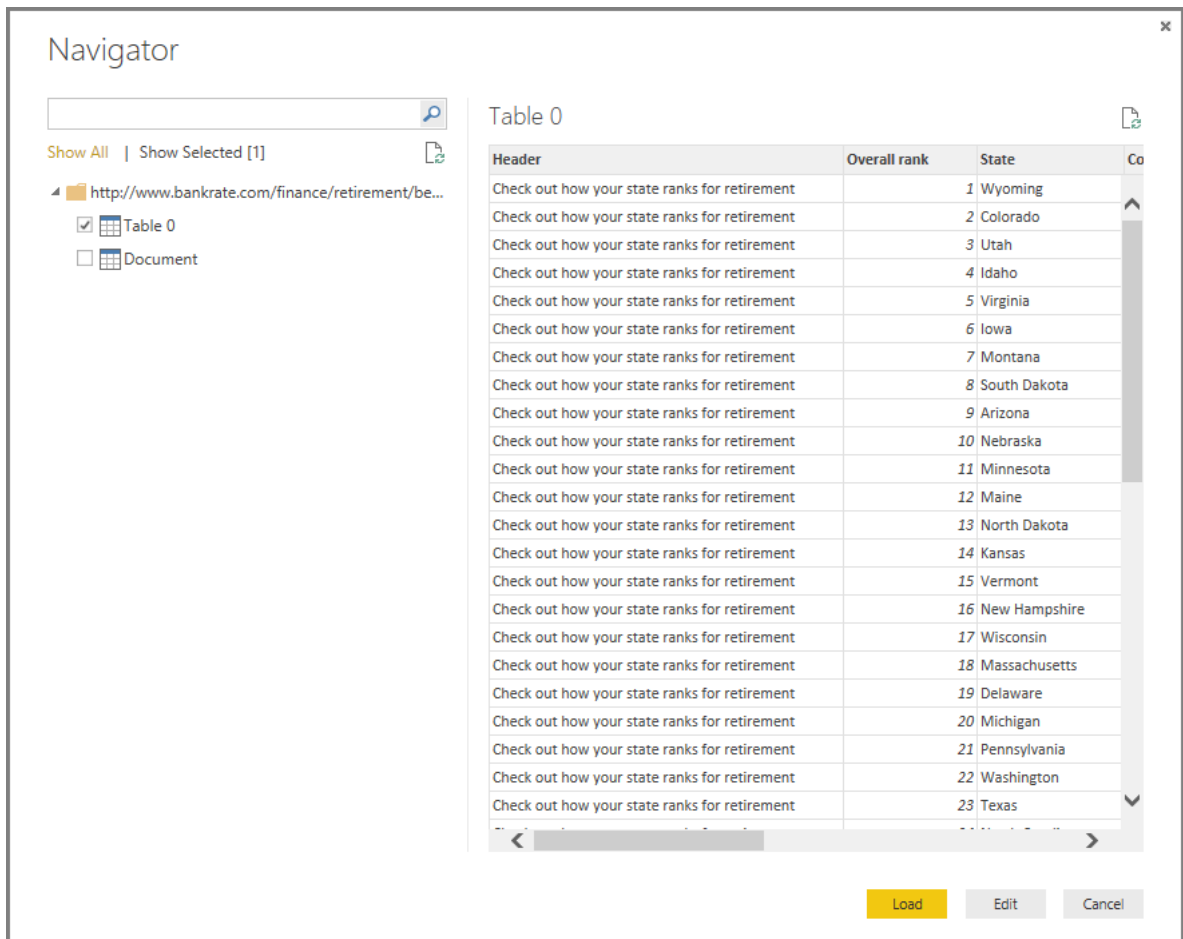 Navigator
Show All | Show Selected [1]
http://www.bankrate.com/finance/retirement/be...
Table 0
Document
Table 0
Header Overall rank State Co
Check out how your state ranks for retirement 1 Wyoming
Check out how your state ranks for retirement 2 Colorado
Check out how your state ranks for retirement 3 Utah
Check out how your state ranks for retirement 4 Idaho
Check out how your state ranks for retirement 5 Virginia
Check out how your state ranks for retirement 6 Iowa
Check out how your state ranks for retirement 7 Montana
Check out how your state ranks for retirement 8 South Dakota
Check out how your state ranks for retirement 9 Arizona
Check out how your state ranks for retirement 10 Nebraska
Check out how your state ranks for retirement 11 Minnesota
Check out how your state ranks for retirement 12 Maine
Check out how your state ranks for retirement 13 North Dakota
Check out how your state ranks for retirement 14 Kansas
Check out how your state ranks for retirement 15 Vermont
Check out how your state ranks for retirement 16 New Hampshire
Check out how your state ranks for retirement 17 Wisconsin
Check out how your state ranks for retirement 18 Massachusetts
Check out how your state ranks for retirement 19 Delaware
Check out how your state ranks for retirement 20 Michigan
Check out how your state ranks for retirement 21 Pennsylvania
Check out how your state ranks for retirement 22 Washington
Check out how your state ranks for retirement 23 Texas
Load Edit Cancel